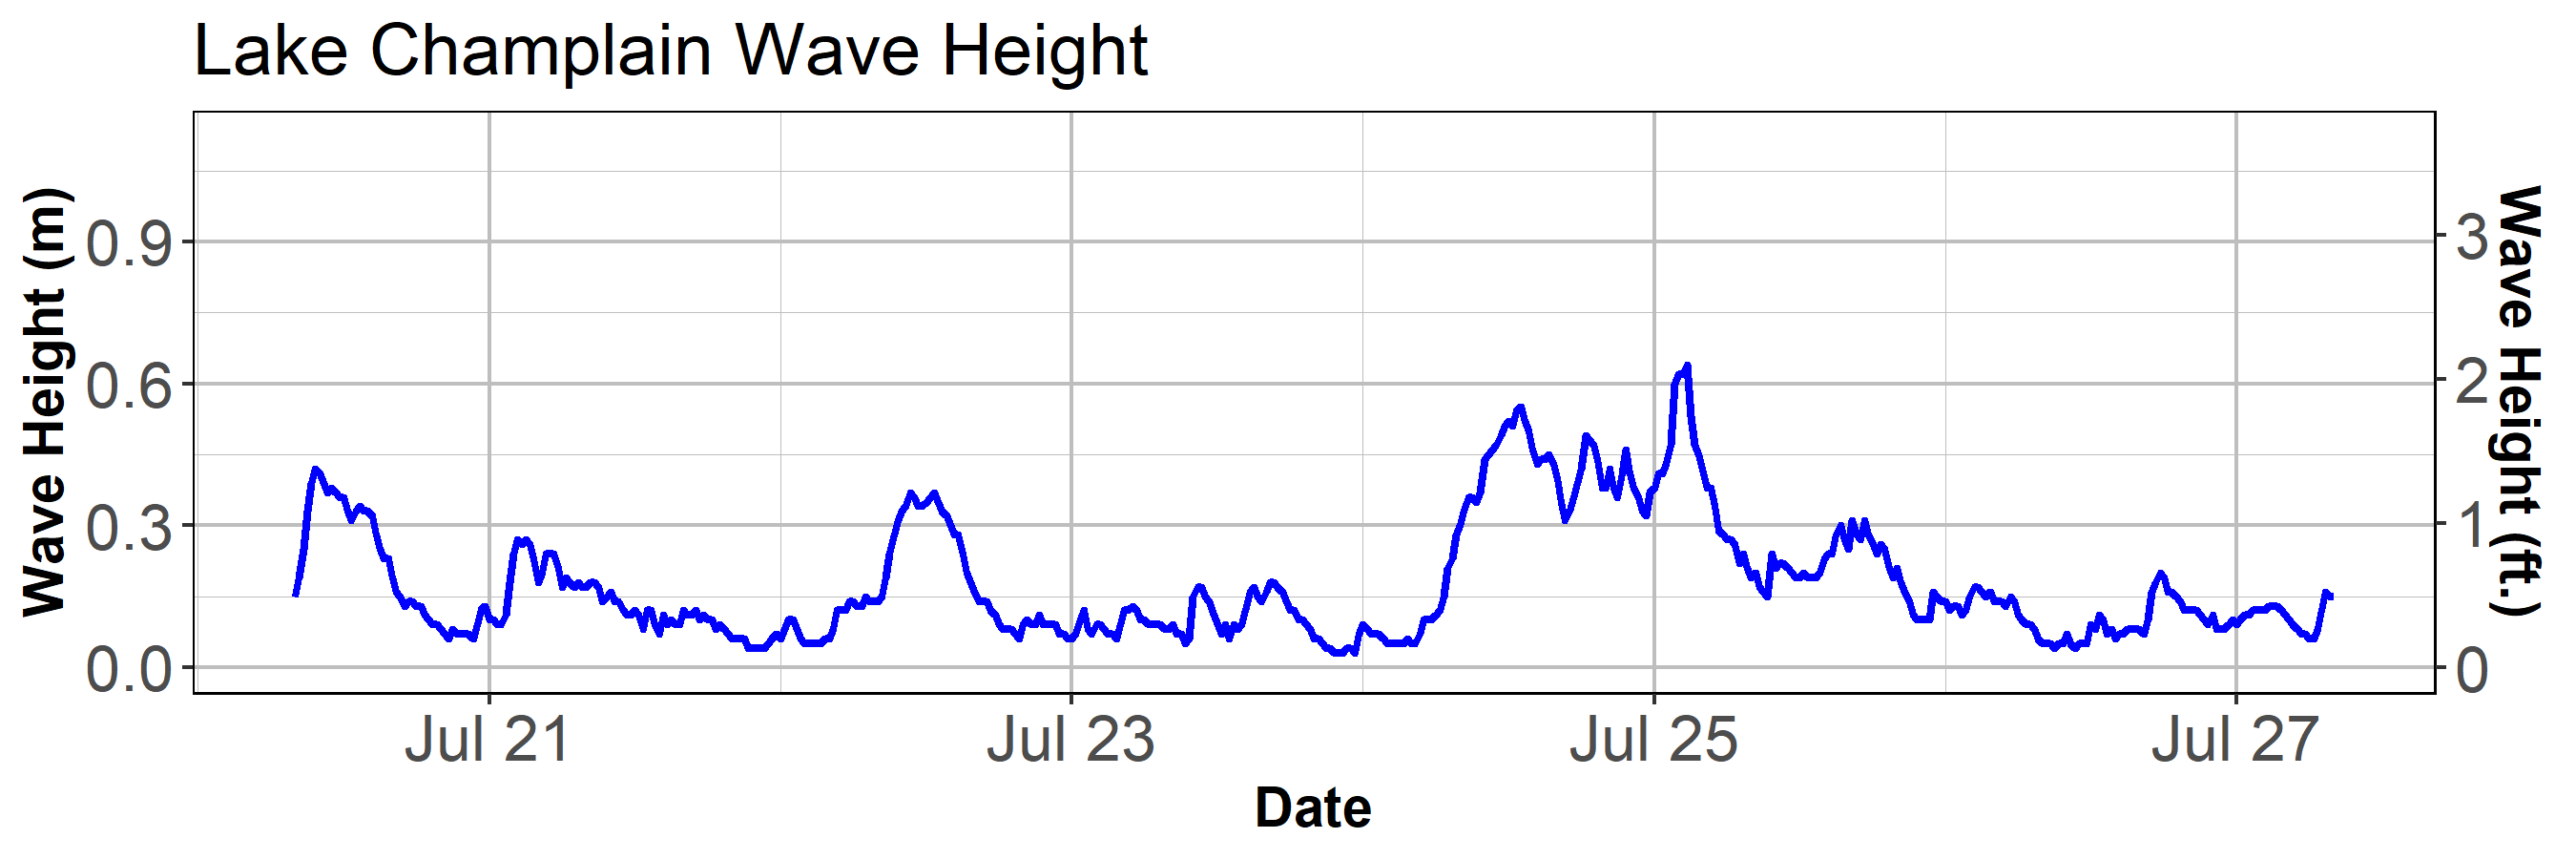 Lake Champlain Wave Height
Wave Height (m)
0.9
0.6
0.3
0.0
3
2
1
0
Wave Height (ft.)
Jul 21
Jul 23
Jul 25
Jul 27
Date